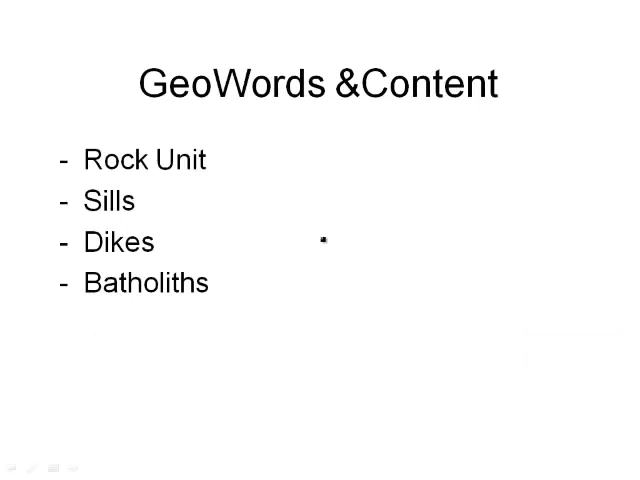 GeoWords &Content
- Rock Unit
- Sills
- Dikes
- Batholiths